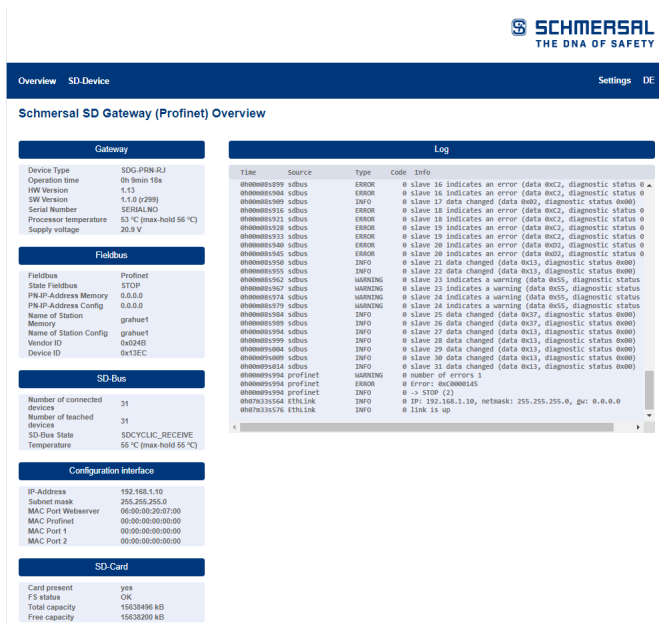 SCHMERSAL
THE DNA OF SAFETY
Overview SD-Device Settings DE
Schmersal SD Gateway (Profinet) Overview
Gateway
Device Type SDG-PRN-RJ
Operation time 0h 9min 18s
HW Version 1.13
SW Version 1.1.0 (r299)
Serial Number SERIALNO
Processor temperature 53 °C (max-hold 56 °C)
Supply voltage 20.9 V
Fieldbus
Fieldbus Profinet
State Fieldbus STOP
PN-IP-Address Memory 0.0.0.0
PN-IP-Address Config 0.0.0.0
Name of Station
Memory grahue1
Name of Station Config grahue1
Vendor ID 0x024B
Device ID 0x13EC
SD-Bus
Number of connected
devices 31
Number of teached
devices 31
SD-Bus State SDCYCLIC_RECEIVE
Temperature 55 °C (max-hold 55 °C)
Configuration interface
IP-Address 192.168.1.10
Subnet mask 255.255.255.0
MAC Port Webserver 06:00:00:20:07:00
MAC Profinet 00:00:00:00:00:00
MAC Port 1 00:00:00:00:00:00
MAC Port 2 00:00:00:00:00:00
SD-Card
Card present yes
FS status OK
Total capacity 15638496 kB
Free capacity 15638200 kB
Log
Time Source Type Code Info
0h00m08s899 sdbus ERROR 0 slave 16 indicates an error (data 0xC2, diagnostic status 0
0h00m08s904 sdbus ERROR 0 slave 16 indicates an error (data 0xC2, diagnostic status 0
0h00m08s909 sdbus INFO 0 slave 17 data changed (data 0x02, diagnostic status 0x00)
0h00m08s916 sdbus ERROR 0 slave 18 indicates an error (data 0xC2, diagnostic status 0
0h00m08s921 sdbus ERROR 0 slave 18 indicates an error (data 0xC2, diagnostic status 0
0h00m08s928 sdbus ERROR 0 slave 19 indicates an error (data 0xC2, diagnostic status 0
0h00m08s933 sdbus ERROR 0 slave 19 indicates an error (data 0xC2, diagnostic status 0
0h00m08s940 sdbus ERROR 0 slave 20 indicates an error (data 0xD2, diagnostic status 0
0h00m08s945 sdbus ERROR 0 slave 20 indicates an error (data 0xD2, diagnostic status 0
0h00m08s950 sdbus INFO 0 slave 21 data changed (data 0x13, diagnostic status 0x00)
0h00m08s955 sdbus INFO 0 slave 22 data changed (data 0x13, diagnostic status 0x00)
0h00m08s962 sdbus WARNING 0 slave 23 indicates a warning (data 0x55, diagnostic status
0h00m08s967 sdbus WARNING 0 slave 23 indicates a warning (data 0x55, diagnostic status
0h00m08s974 sdbus WARNING 0 slave 24 indicates a warning (data 0x55, diagnostic status
0h00m08s979 sdbus WARNING 0 slave 24 indicates a warning (data 0x55, diagnostic status
0h00m08s984 sdbus INFO 0 slave 25 data changed (data 0x37, diagnostic status 0x00)
0h00m08s989 sdbus INFO 0 slave 26 data changed (data 0x37, diagnostic status 0x00)
0h00m08s994 sdbus INFO 0 slave 27 data changed (data 0x13, diagnostic status 0x00)
0h00m08s999 sdbus INFO 0 slave 28 data changed (data 0x13, diagnostic status 0x00)
0h00m09s004 sdbus INFO 0 slave 29 data changed (data 0x13, diagnostic status 0x00)
0h00m09s009 sdbus INFO 0 slave 30 data changed (data 0x13, diagnostic status 0x00)
0h00m09s014 sdbus INFO 0 slave 31 data changed (data 0x13, diagnostic status 0x00)
0h00m09s994 profinet WARNING 0 number of errors 1
0h00m09s994 profinet ERROR 0 Error: 0xC0000145
0h00m09s994 profinet INFO 0 -> STOP (2)
0h07m33s564 EthLink INFO 0 IP: 192.168.1.10, netmask: 255.255.255.0, gw: 0.0.0.0
0h07m33s576 EthLink INFO 0 link is up